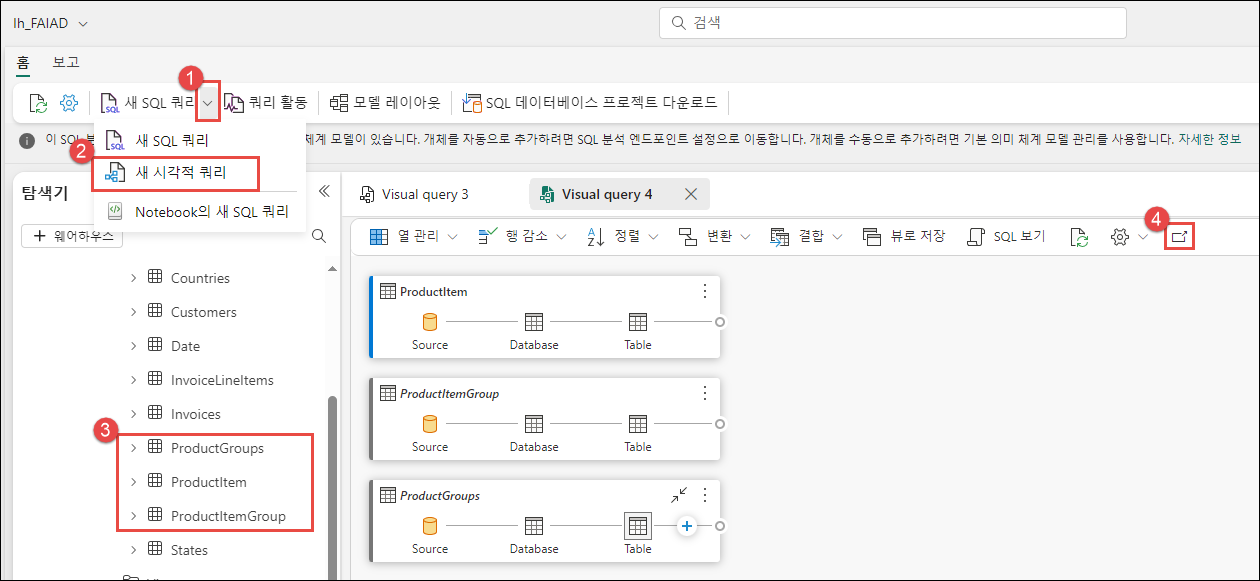 lh_FAIAD
검색
홈 보고
1
새 SQL 쿼리 쿼리 활동 모델 레이아웃 SQL 데이터베이스 프로젝트 다운로드
이 SQL 체계 모델이 있습니다. 개체를 자동으로 추가하려면 SQL 분석 엔드포인트 설정으로 이동합니다. 개체를 수동으로 추가하려면 기본 의미 체계 모델 관리를 사용합니다. 자세한 정보
새 SQL 쿼리
2
새 시각적 쿼리
Notebook의 새 SQL 쿼리
탐색기
+ 웨어하우스
Countries
Customers
Date
InvoiceLineItems
Invoices
3
ProductGroups
ProductItem
ProductItemGroup
States
Visual query 3 Visual query 4
4
열 관리 행 감소 정렬 변환 결합 뷰로 저장 SQL 보기
ProductItem
Source Database Table
ProductItemGroup
Source Database Table
ProductGroups
Source Database Table